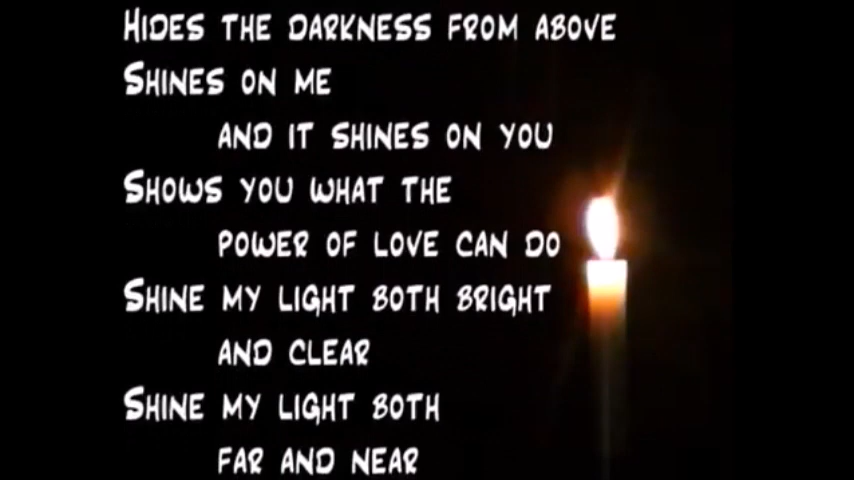 Hides the darkness from above
Shines on me
and it shines on you
Shows you what the
power of love can do
Shine my light both bright
and clear
Shine my light both
far and near